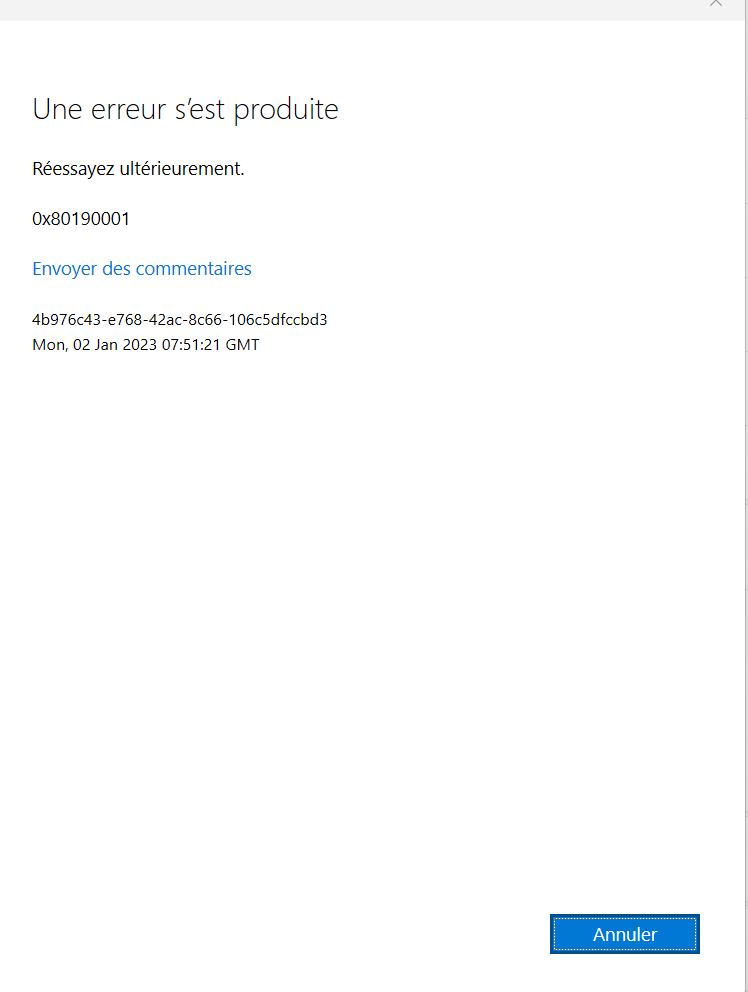 Une erreur s’est produite
Réessayez ultérieurement.
0x80190001
Envoyer des commentaires
4b976c43-e768-42ac-8c66-106c5dfccbd3
Mon, 02 Jan 2023 07:51:21 GMT
Annuler